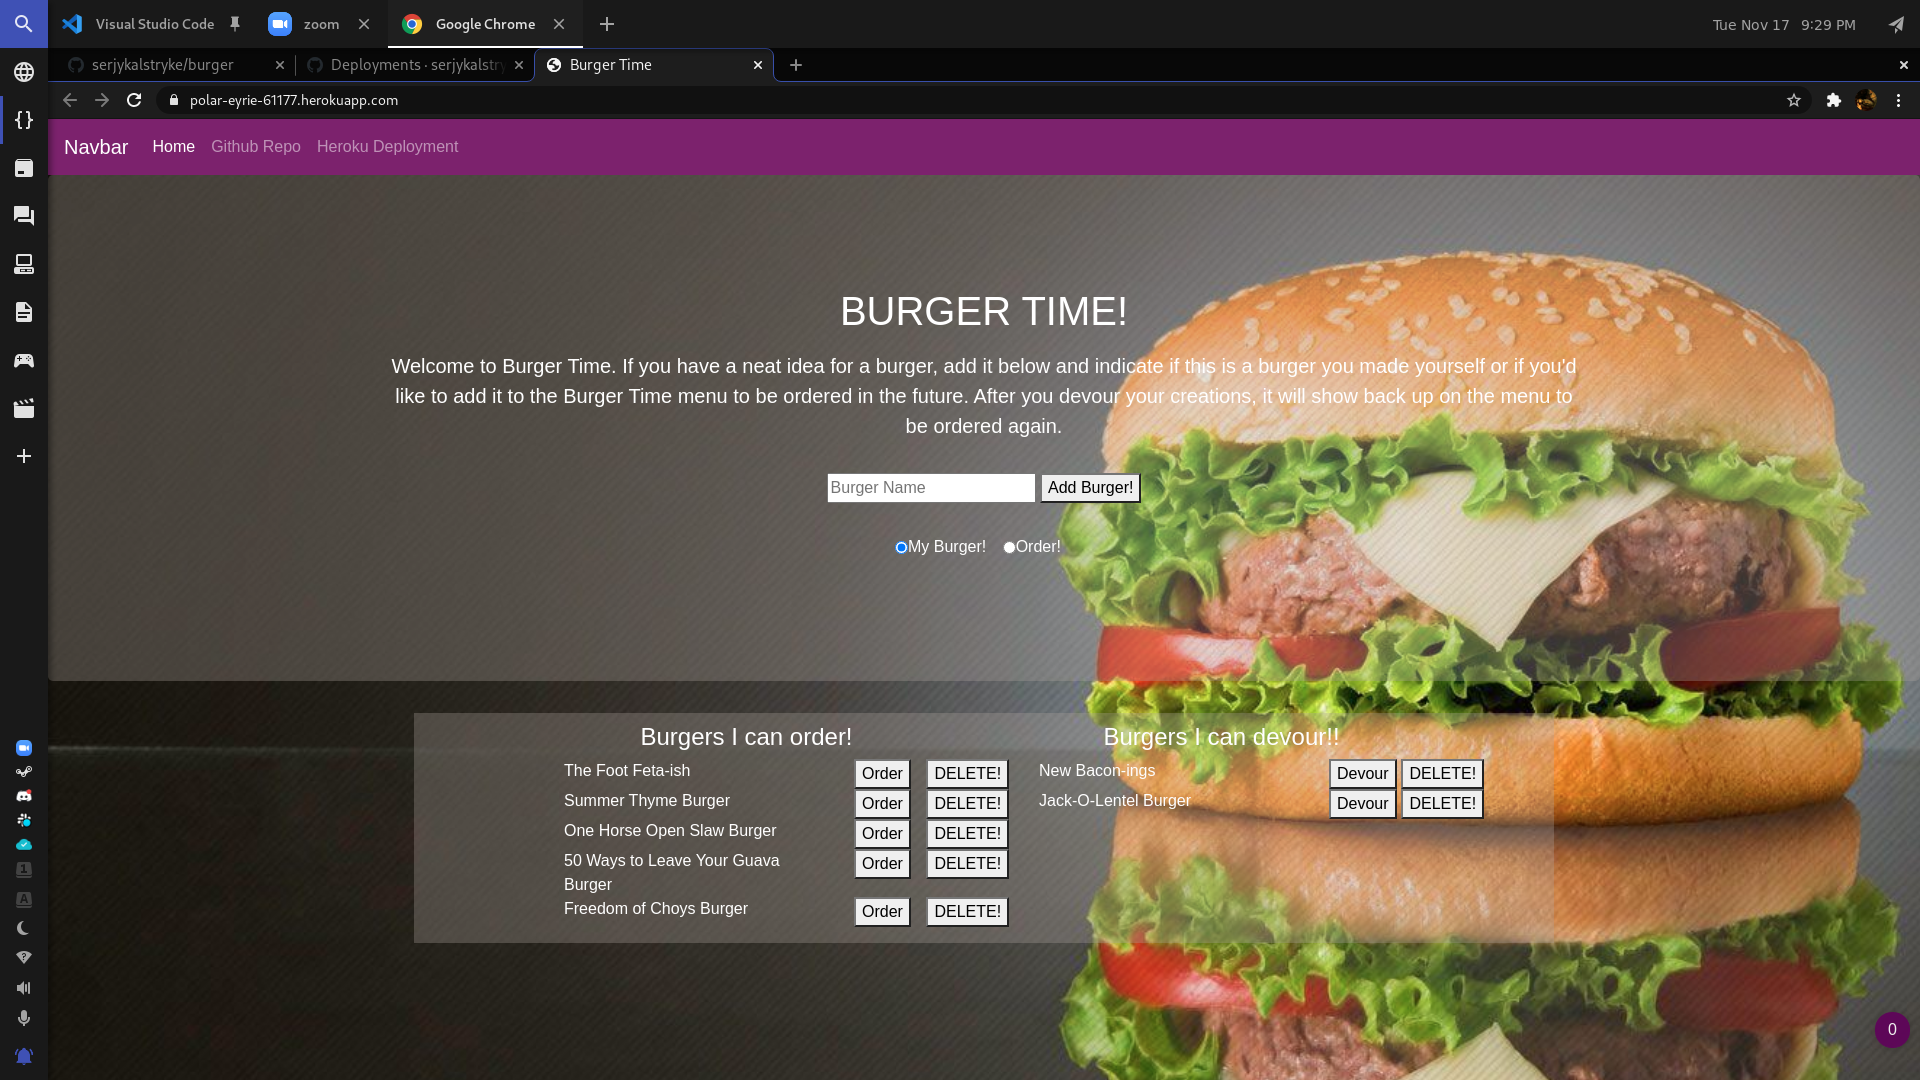 Visual Studio Code
zoom
Google Chrome
Tue Nov 17 9:29 PM
serjykalstryke/burger
Deployments · serjykalstry
Burger Time
polar-eyrie-61177.herokuapp.com
Navbar
Home
Github Repo
Heroku Deployment
BURGER TIME!
Welcome to Burger Time. If you have a neat idea for a burger, add it below and indicate if this is a burger you made yourself or if you'd
like to add it to the Burger Time menu to be ordered in the future. After you devour your creations, it will show back up on the menu to
be ordered again.
Burger Name
Add Burger!
My Burger!
Order!
Burgers I can order!
The Foot Feta-ish
Order
DELETE!
Summer Thyme Burger
Order
DELETE!
One Horse Open Slaw Burger
Order
DELETE!
50 Ways to Leave Your Guava
Burger
Order
DELETE!
Freedom of Choys Burger
Order
DELETE!
Burgers I can devour!!
New Bacon-ings
Devour
DELETE!
Jack-O-Lentel Burger
Devour
DELETE!
1
A
0